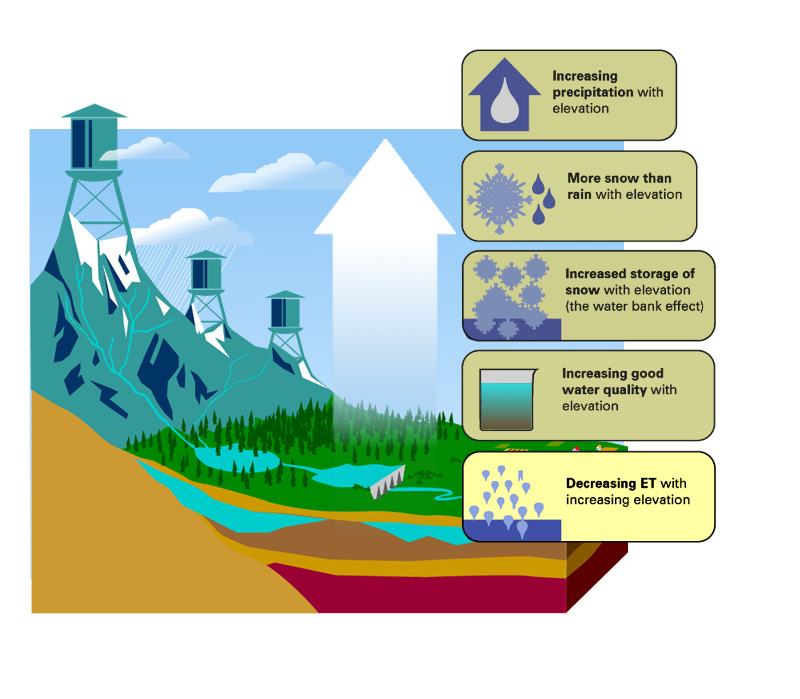 Increasing
precipitation with
elevation
More snow than
rain with elevation
Increased storage of
snow with elevation
(the water bank effect)
Increasing good
water quality with
elevation
Decreasing ET with
increasing elevation